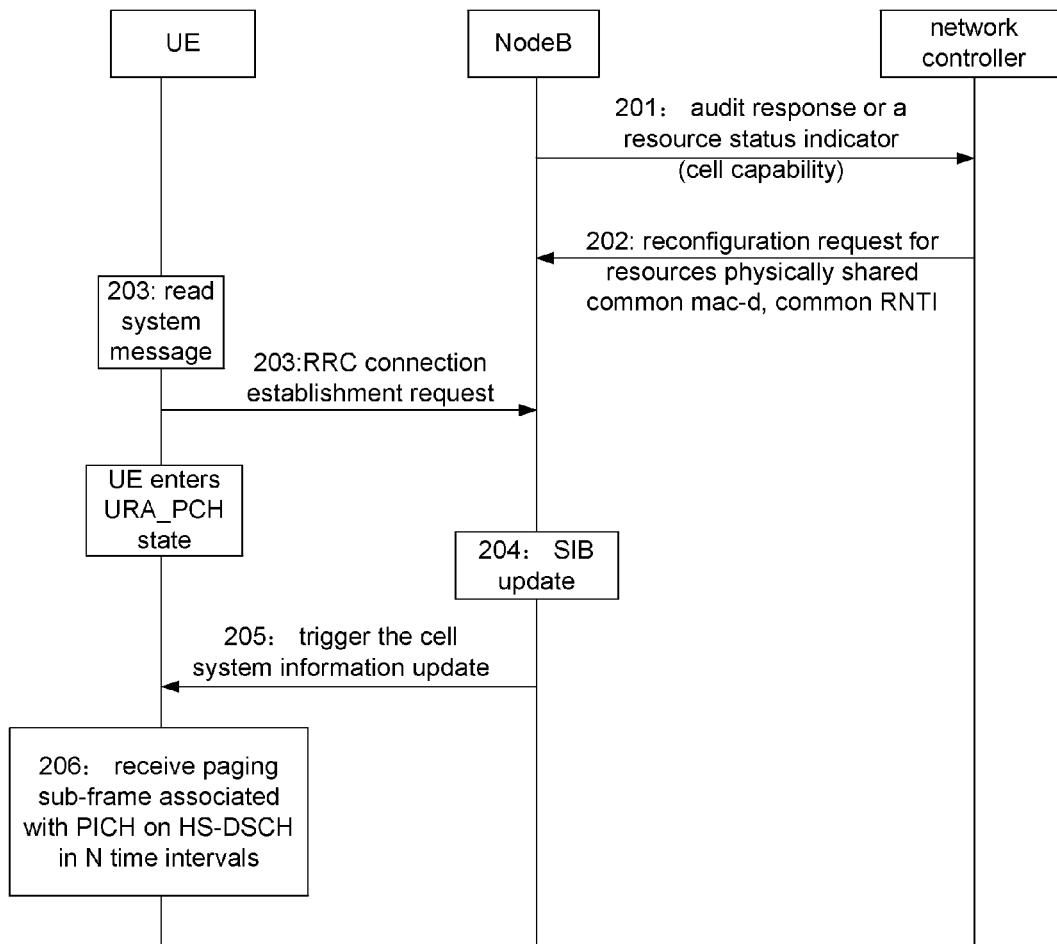 UE
NodeB
network
controller
201： audit response or a
resource status indicator
(cell capability)
202: reconfiguration request for
resources physically shared
common mac-d, common RNTI
203: read
system
message
203:RRC connection
establishment request
UE enters
URA_PCH
state
204： SIB
update
205： trigger the cell
system information update
206： receive paging
sub-frame associated
with PICH on HS-DSCH
in N time intervals